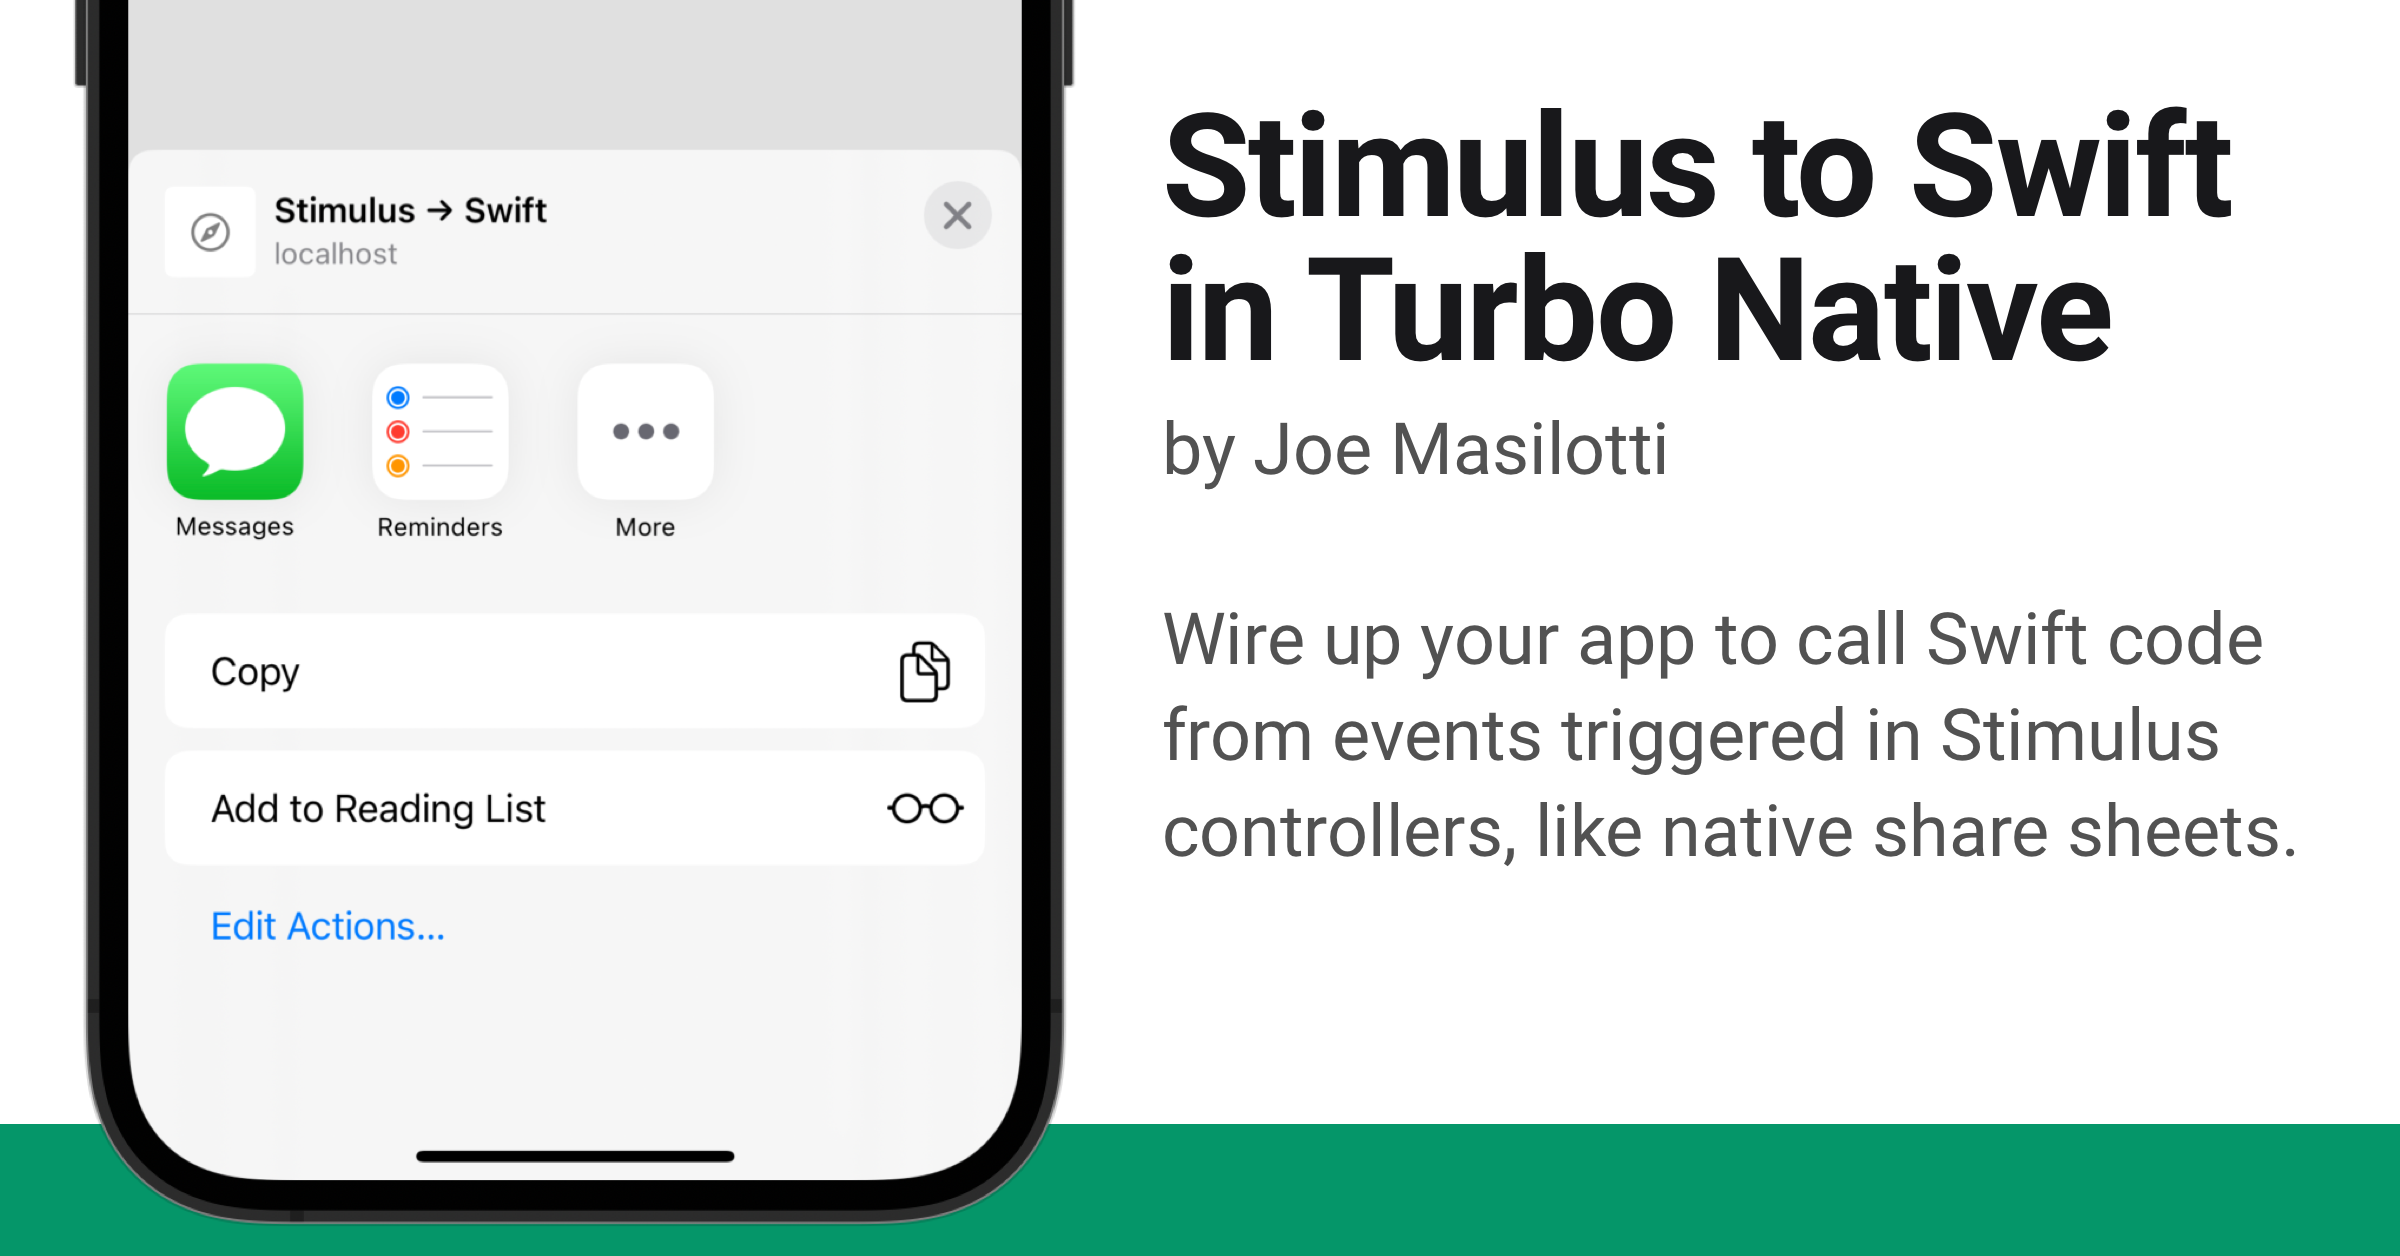 Stimulus → Swift
localhost
Messages
Reminders
More
Copy
Add to Reading List
Edit Actions...
Stimulus to Swift
in Turbo Native
by Joe Masilotti
Wire up your app to call Swift code
from events triggered in Stimulus
controllers, like native share sheets.